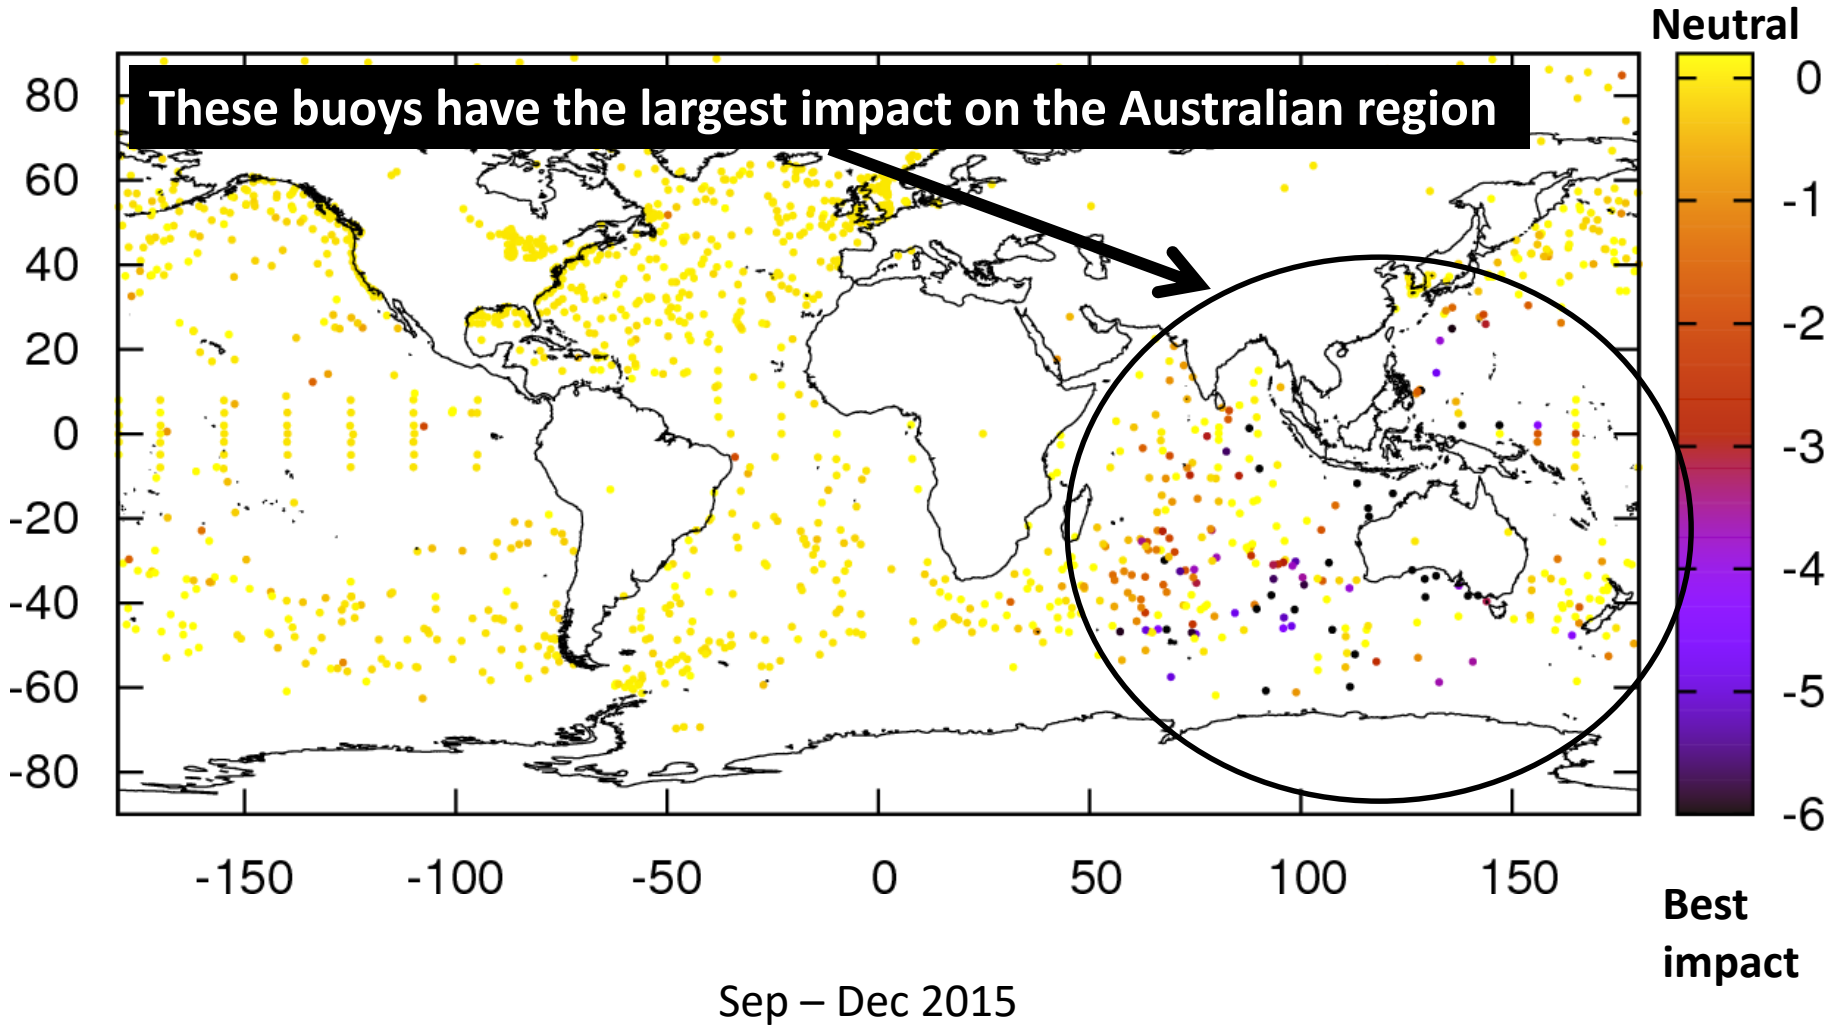 Neutral
These buoys have the largest impact on the Australian region
80
60
40
20
0
-20
-40
-60
-80
-150 -100 -50 0 50 100 150
0
-1
-2
-3
-4
-5
-6
Best
impact
Sep – Dec 2015